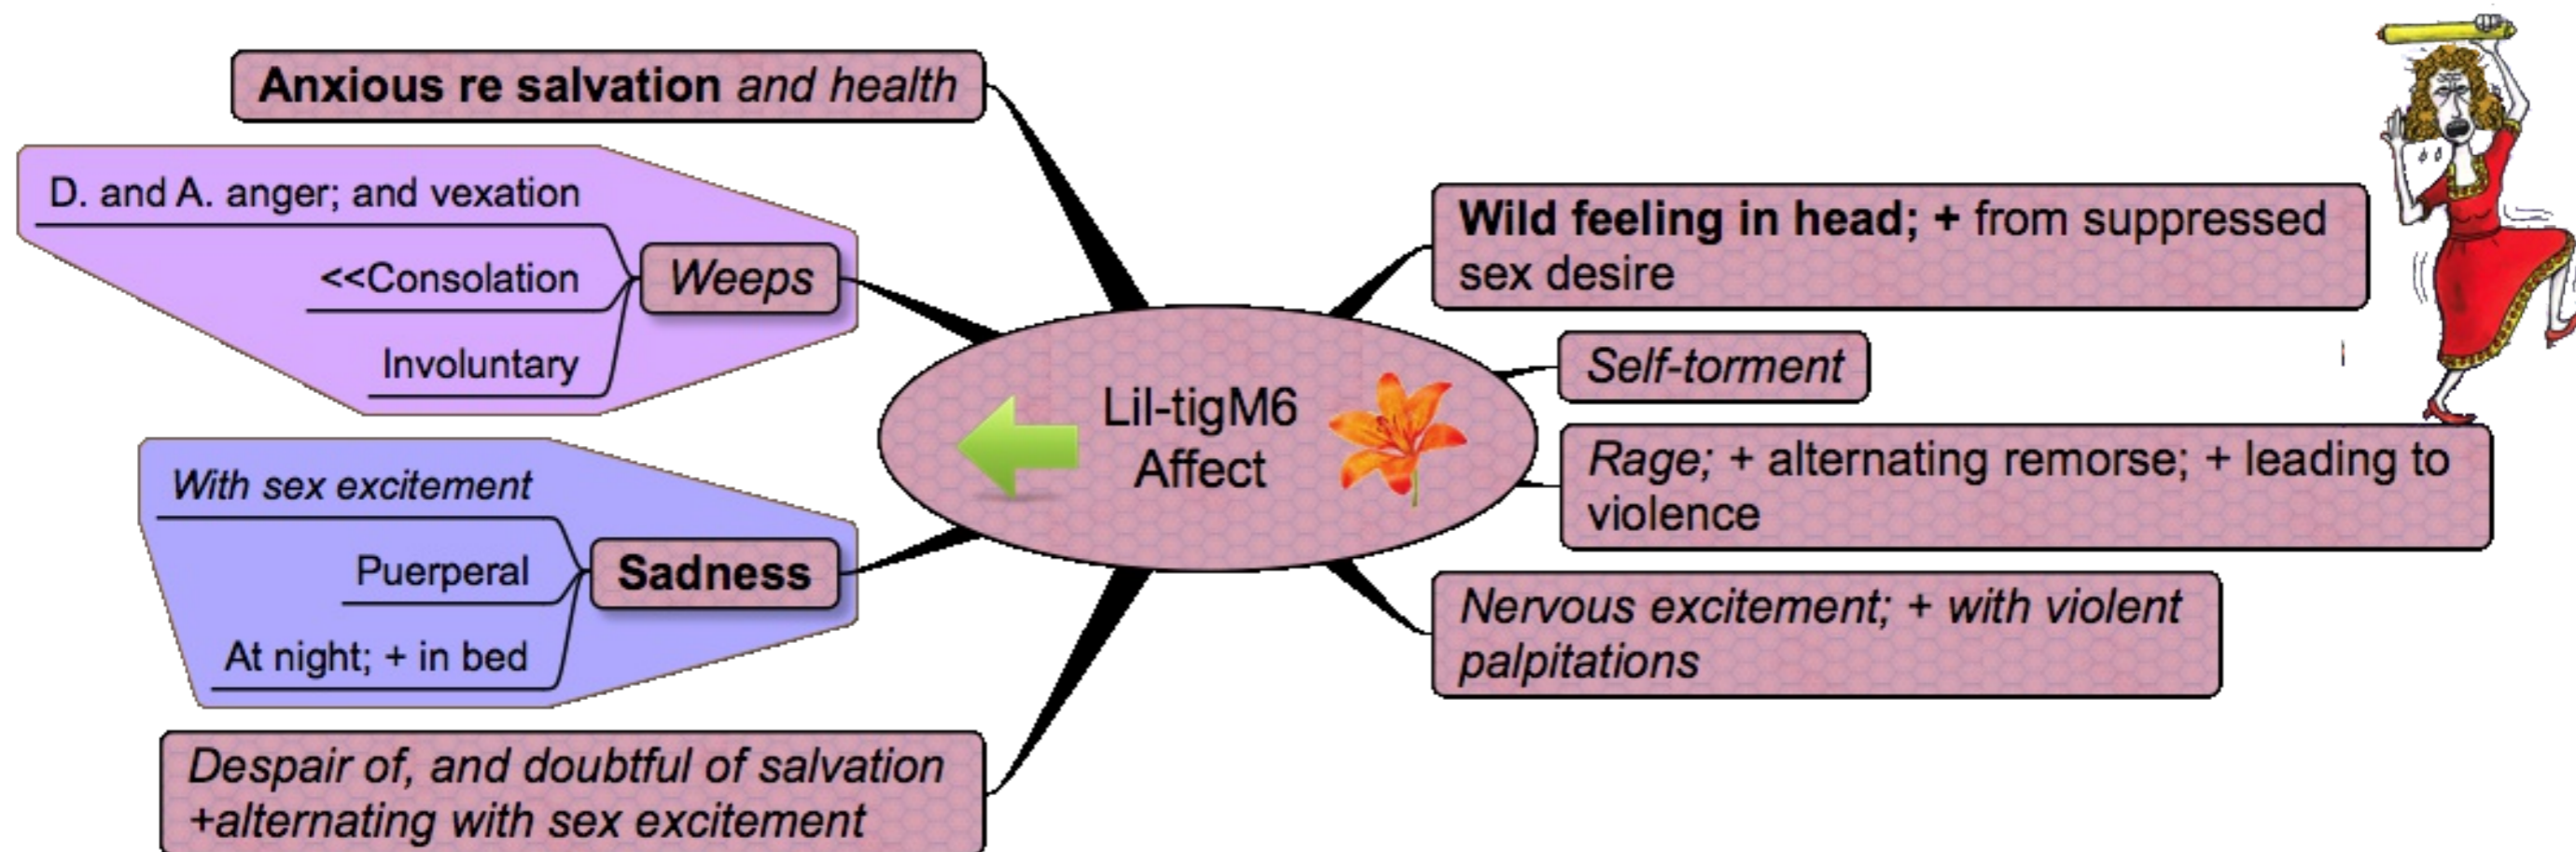 Anxious re salvation and health
D. and A. anger; and vexation
<<Consolation
Involuntary
Weeps
With sex excitement
Puerperal
At night; + in bed
Sadness
Despair of, and doubtful of salvation
+alternating with sex excitement
Lil-tigM6
Affect
Wild feeling in head; + from suppressed
sex desire
Self-torment
Rage; + alternating remorse; + leading to
violence
Nervous excitement; + with violent
palpitations